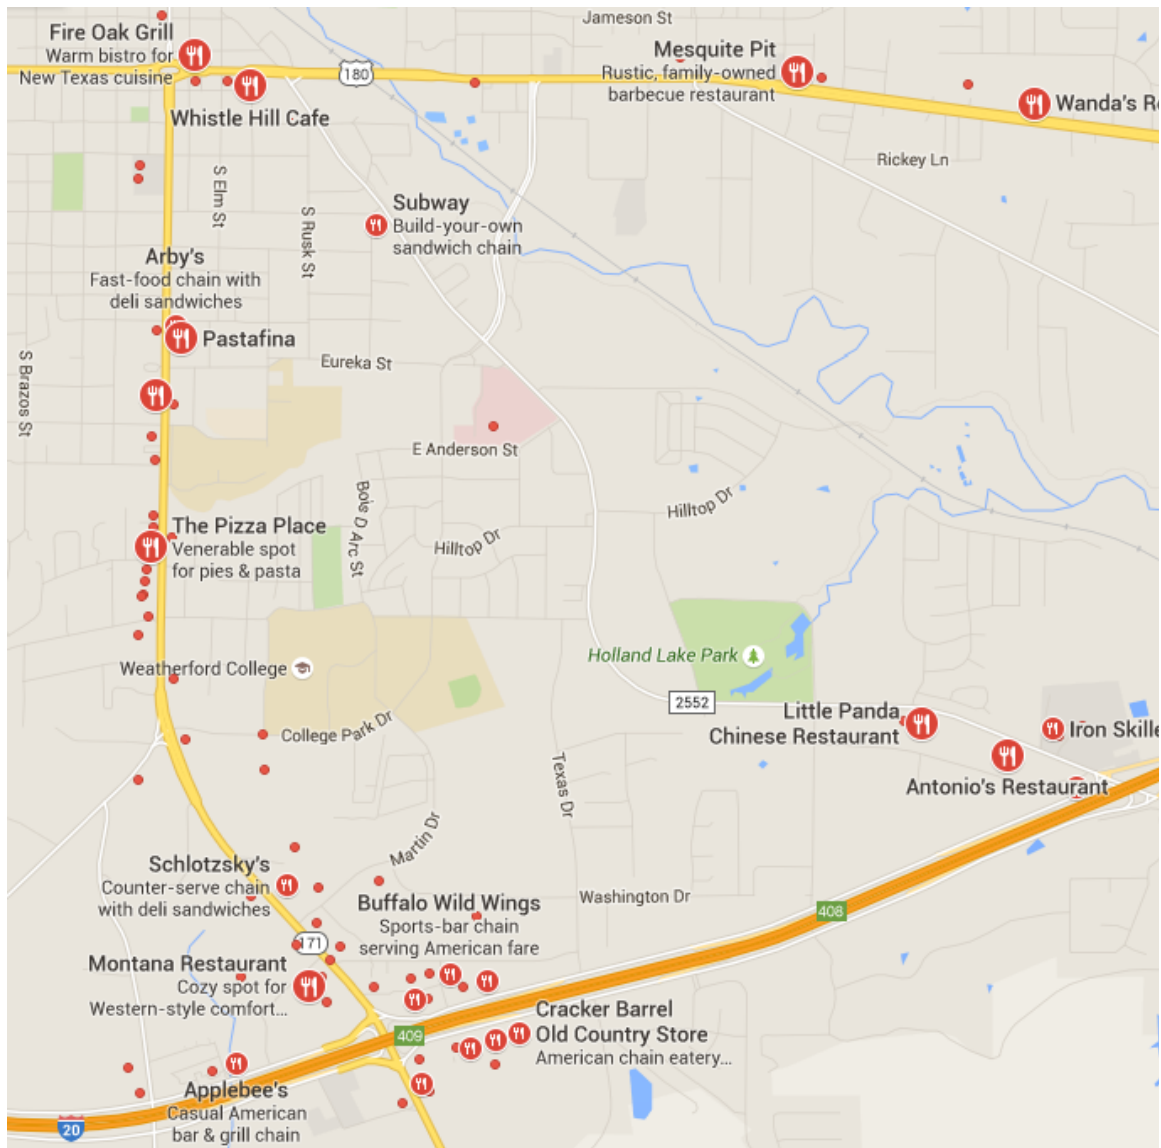 Jameson St
Fire Oak Grill
Warm bistro for
New Texas cuisine
180
Mesquite Pit
Rustic, family-owned
barbecue restaurant
Wanda's R
Whistle Hill Cafe
Rickey Ln
S Elm St
S Rusk St
Subway
Build-your-own
sandwich chain
Arby's
Fast-food chain with
deli sandwiches
Pastafina
S Brazos St
Eureka St
E Anderson St
Bois D Arc St
Hilltop Dr
Hilltop Dr
The Pizza Place
Venerable spot
for pies & pasta
Weatherford College
Holland Lake Park
2552
Little Panda
Chinese Restaurant
Iron Skille
College Park Dr
Texas Dr
Antonio's Restaurant
Martin Dr
Schlotzsky's
Counter-serve chain
with deli sandwiches
Washington Dr
Buffalo Wild Wings
Sports-bar chain
serving American fare
408
171
Montana Restaurant
Cozy spot for
Western-style comfort...
Cracker Barrel
Old Country Store
American chain eatery...
409
Applebee's
Casual American
bar & grill chain
20